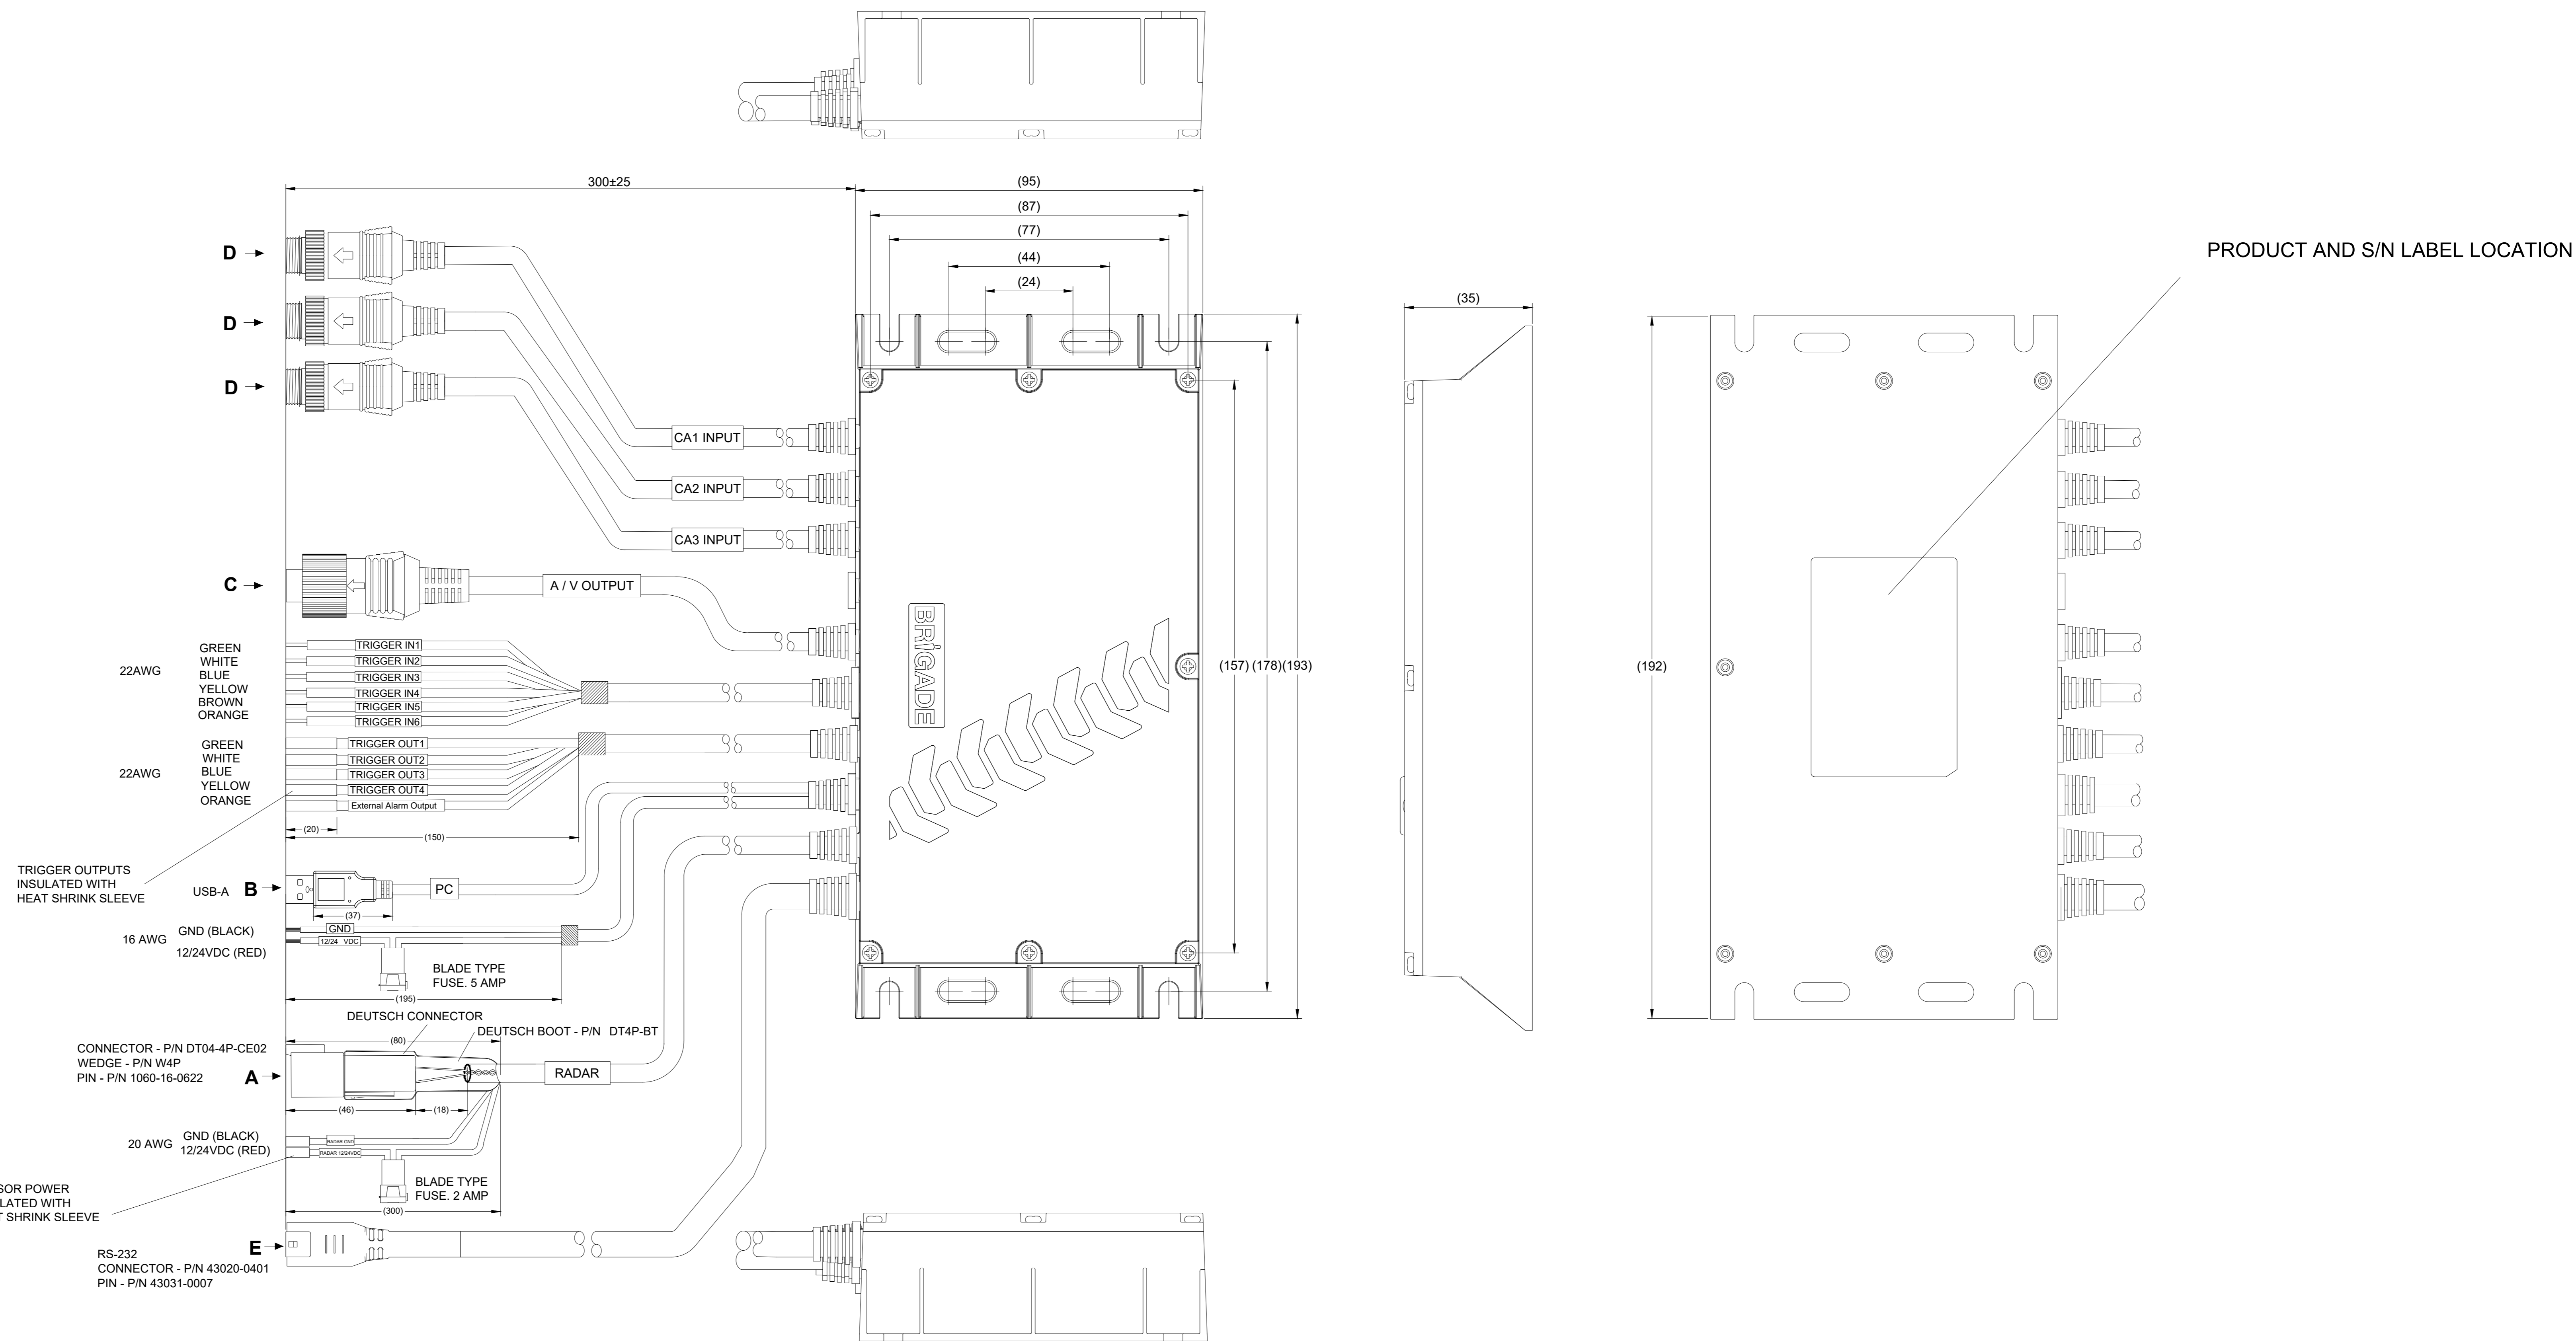 300±25
(95)
(87)
(77)
(44)
(24)
PRODUCT AND S/N LABEL LOCATION
(35)
D
D
D
CA1 INPUT
CA2 INPUT
CA3 INPUT
C
A / V OUTPUT
BRIGADE
(157) (178)(193)
(192)
22AWG
GREEN
WHITE
BLUE
YELLOW
BROWN
ORANGE
TRIGGER IN1
TRIGGER IN2
TRIGGER IN3
TRIGGER IN4
TRIGGER IN5
TRIGGER IN6
22AWG
GREEN
WHITE
BLUE
YELLOW
ORANGE
TRIGGER OUT1
TRIGGER OUT2
TRIGGER OUT3
TRIGGER OUT4
External Alarm Output
(20)
(150)
TRIGGER OUTPUTS
INSULATED WITH
HEAT SHRINK SLEEVE
USB-A
B
PC
(37)
16 AWG
GND (BLACK)
12/24VDC (RED)
GND
12/24 VDC
BLADE TYPE
FUSE. 5 AMP
(195)
DEUTSCH CONNECTOR
DEUTSCH BOOT - P/N DT4P-BT
(80)
CONNECTOR - P/N DT04-4P-CE02
WEDGE - P/N W4P
PIN - P/N 1060-16-0622
A
RADAR
(46)
(18)
20 AWG
GND (BLACK)
12/24VDC (RED)
RADAR GND
RADAR 12/24VDC
BLADE TYPE
FUSE. 2 AMP
(300)
SOR POWER
LATED WITH
T SHRINK SLEEVE
E
RS-232
CONNECTOR - P/N 43020-0401
PIN - P/N 43031-0007